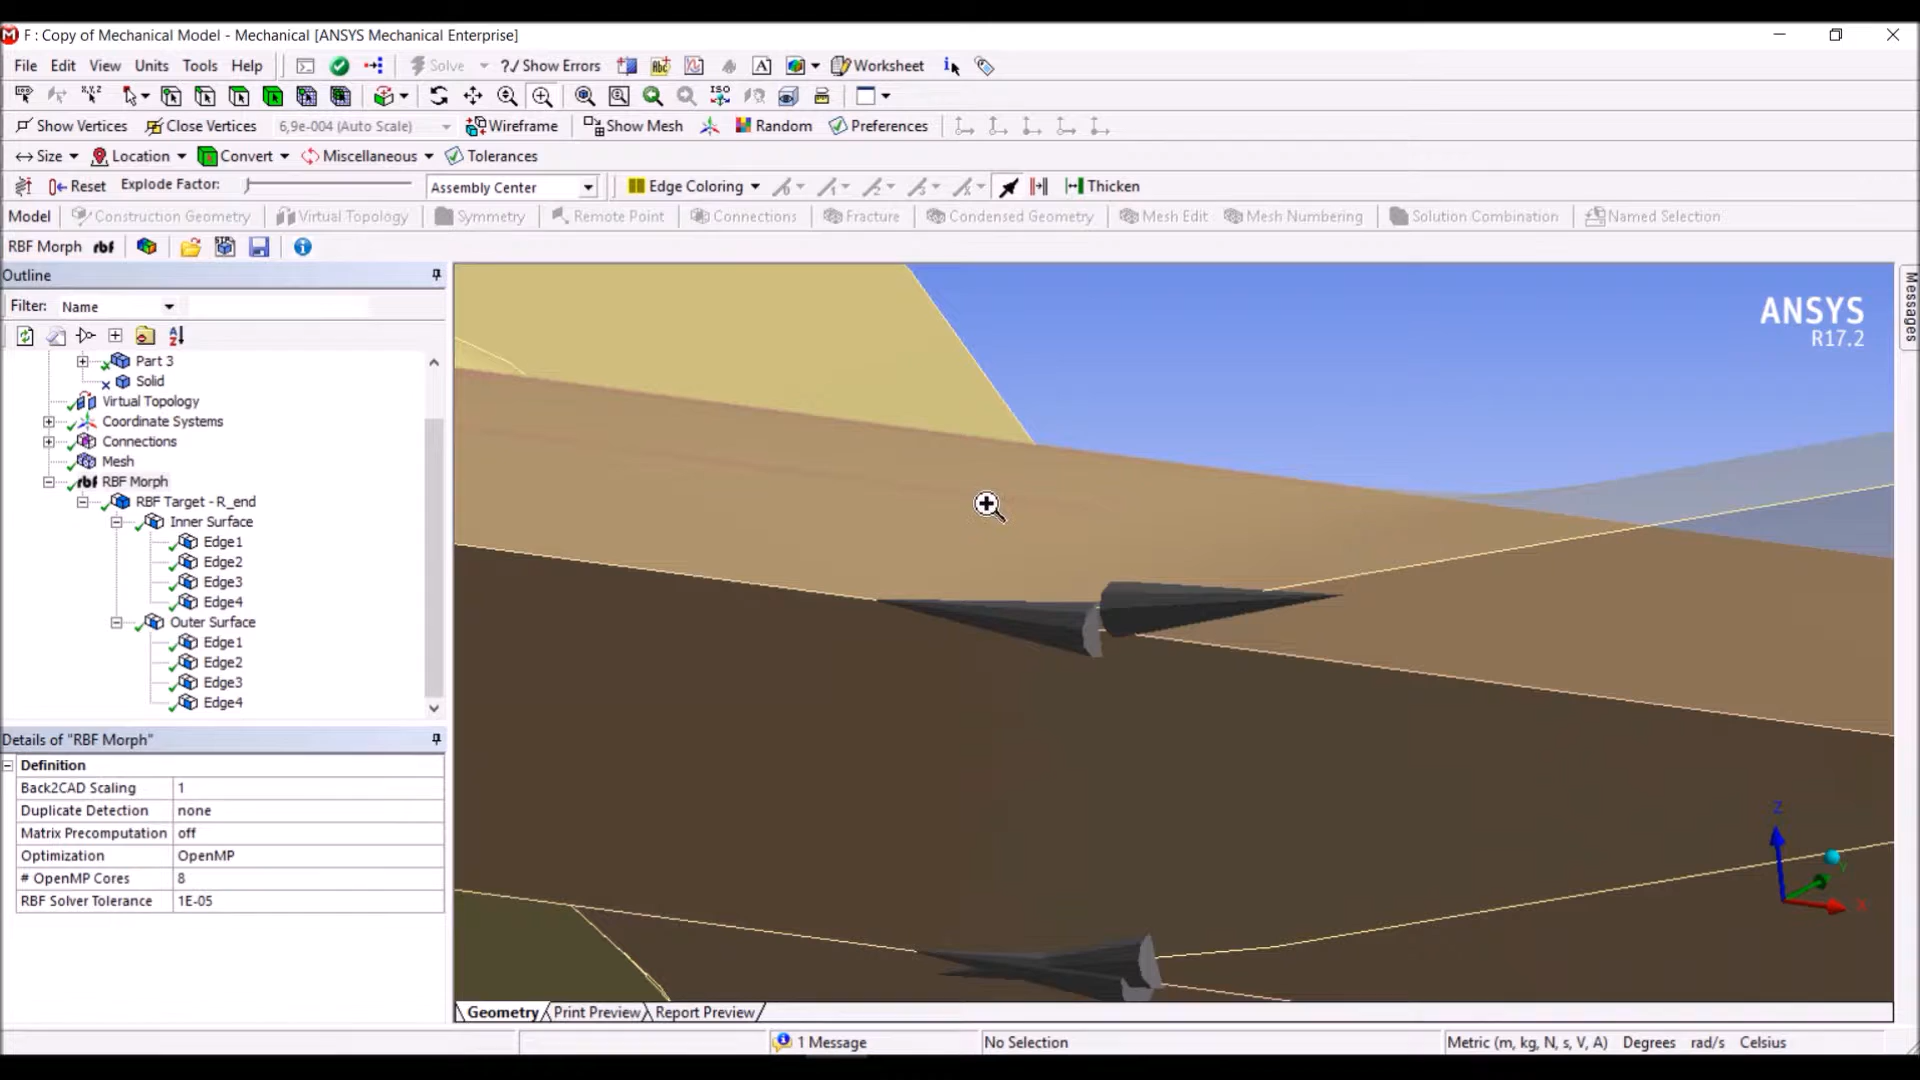 F : Copy of Mechanical Model - Mechanical [ANSYS Mechanical Enterprise]
File Edit View Units Tools Help Solve ?/ Show Errors Worksheet
Show Vertices Close Vertices 6,9e-004 (Auto Scale) Wireframe Show Mesh Random Preferences
Size Location Convert Miscellaneous Tolerances
Reset Explode Factor: Assembly Center Edge Coloring Thicken
Model Construction Geometry Virtual Topology Symmetry Remote Point Connections Fracture Condensed Geometry Mesh Edit Mesh Numbering Solution Combination Named Selection
RBF Morph rbf
Outline
Filter: Name
Part 3
Solid
Virtual Topology
Coordinate Systems
Connections
Mesh
rbf RBF Morph
RBF Target - R_end
Inner Surface
Edge1
Edge2
Edge3
Edge4
Outer Surface
Edge1
Edge2
Edge3
Edge4
Details of "RBF Morph"
Definition
Back2CAD Scaling 1
Duplicate Detection none
Matrix Precomputation off
Optimization OpenMP
# OpenMP Cores 8
RBF Solver Tolerance 1E-05
ANSYS
R17.2
Messages
Z
Y
X
Geometry Print Preview Report Preview
1 Message No Selection Metric (m, kg, N, s, V, A) Degrees rad/s Celsius